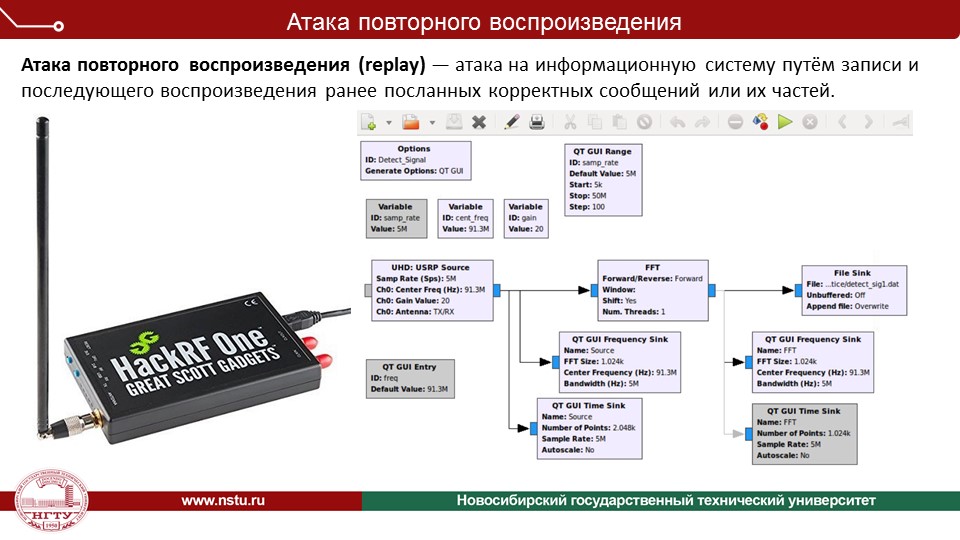 Атака повторного воспроизведения
Атака повторного воспроизведения (replay) — атака на информационную систему путём записи и
последующего воспроизведения ранее посланных корректных сообщений или их частей.
HackRF One™
GREAT SCOTT GADGETS
Options
ID: Detect_Signal
Generate Options: QT GUI
QT GUI Range
ID: samp_rate
Default Value: 5M
Start: 5k
Stop: 50M
Step: 100
Variable
ID: samp_rate
Value: 5M
Variable
ID: cent_freq
Value: 91.3M
Variable
ID: gain
Value: 20
UHD: USRP Source
Samp Rate (Sps): 5M
Ch0: Center Freq (Hz): 91.3M
Ch0: Gain Value: 20
Ch0: Antenna: TX/RX
FFT
Forward/Reverse: Forward
Window:
Shift: Yes
Num. Threads: 1
File Sink
File: ...tice/detect_sig1.dat
Unbuffered: Off
Append file: Overwrite
QT GUI Frequency Sink
Name: Source
FFT Size: 1.024k
Center Frequency (Hz): 91.3M
Bandwidth (Hz): 5M
QT GUI Frequency Sink
Name: FFT
FFT Size: 1.024k
Center Frequency (Hz): 91.3M
Bandwidth (Hz): 5M
QT GUI Entry
ID: freq
Default Value: 91.3M
QT GUI Time Sink
Name: Source
Number of Points: 2.048k
Sample Rate: 5M
Autoscale: No
QT GUI Time Sink
Name: FFT
Number of Points: 1.024k
Sample Rate: 5M
Autoscale: No
НГТУ
1950
www.nstu.ru
Новосибирский государственный технический университет